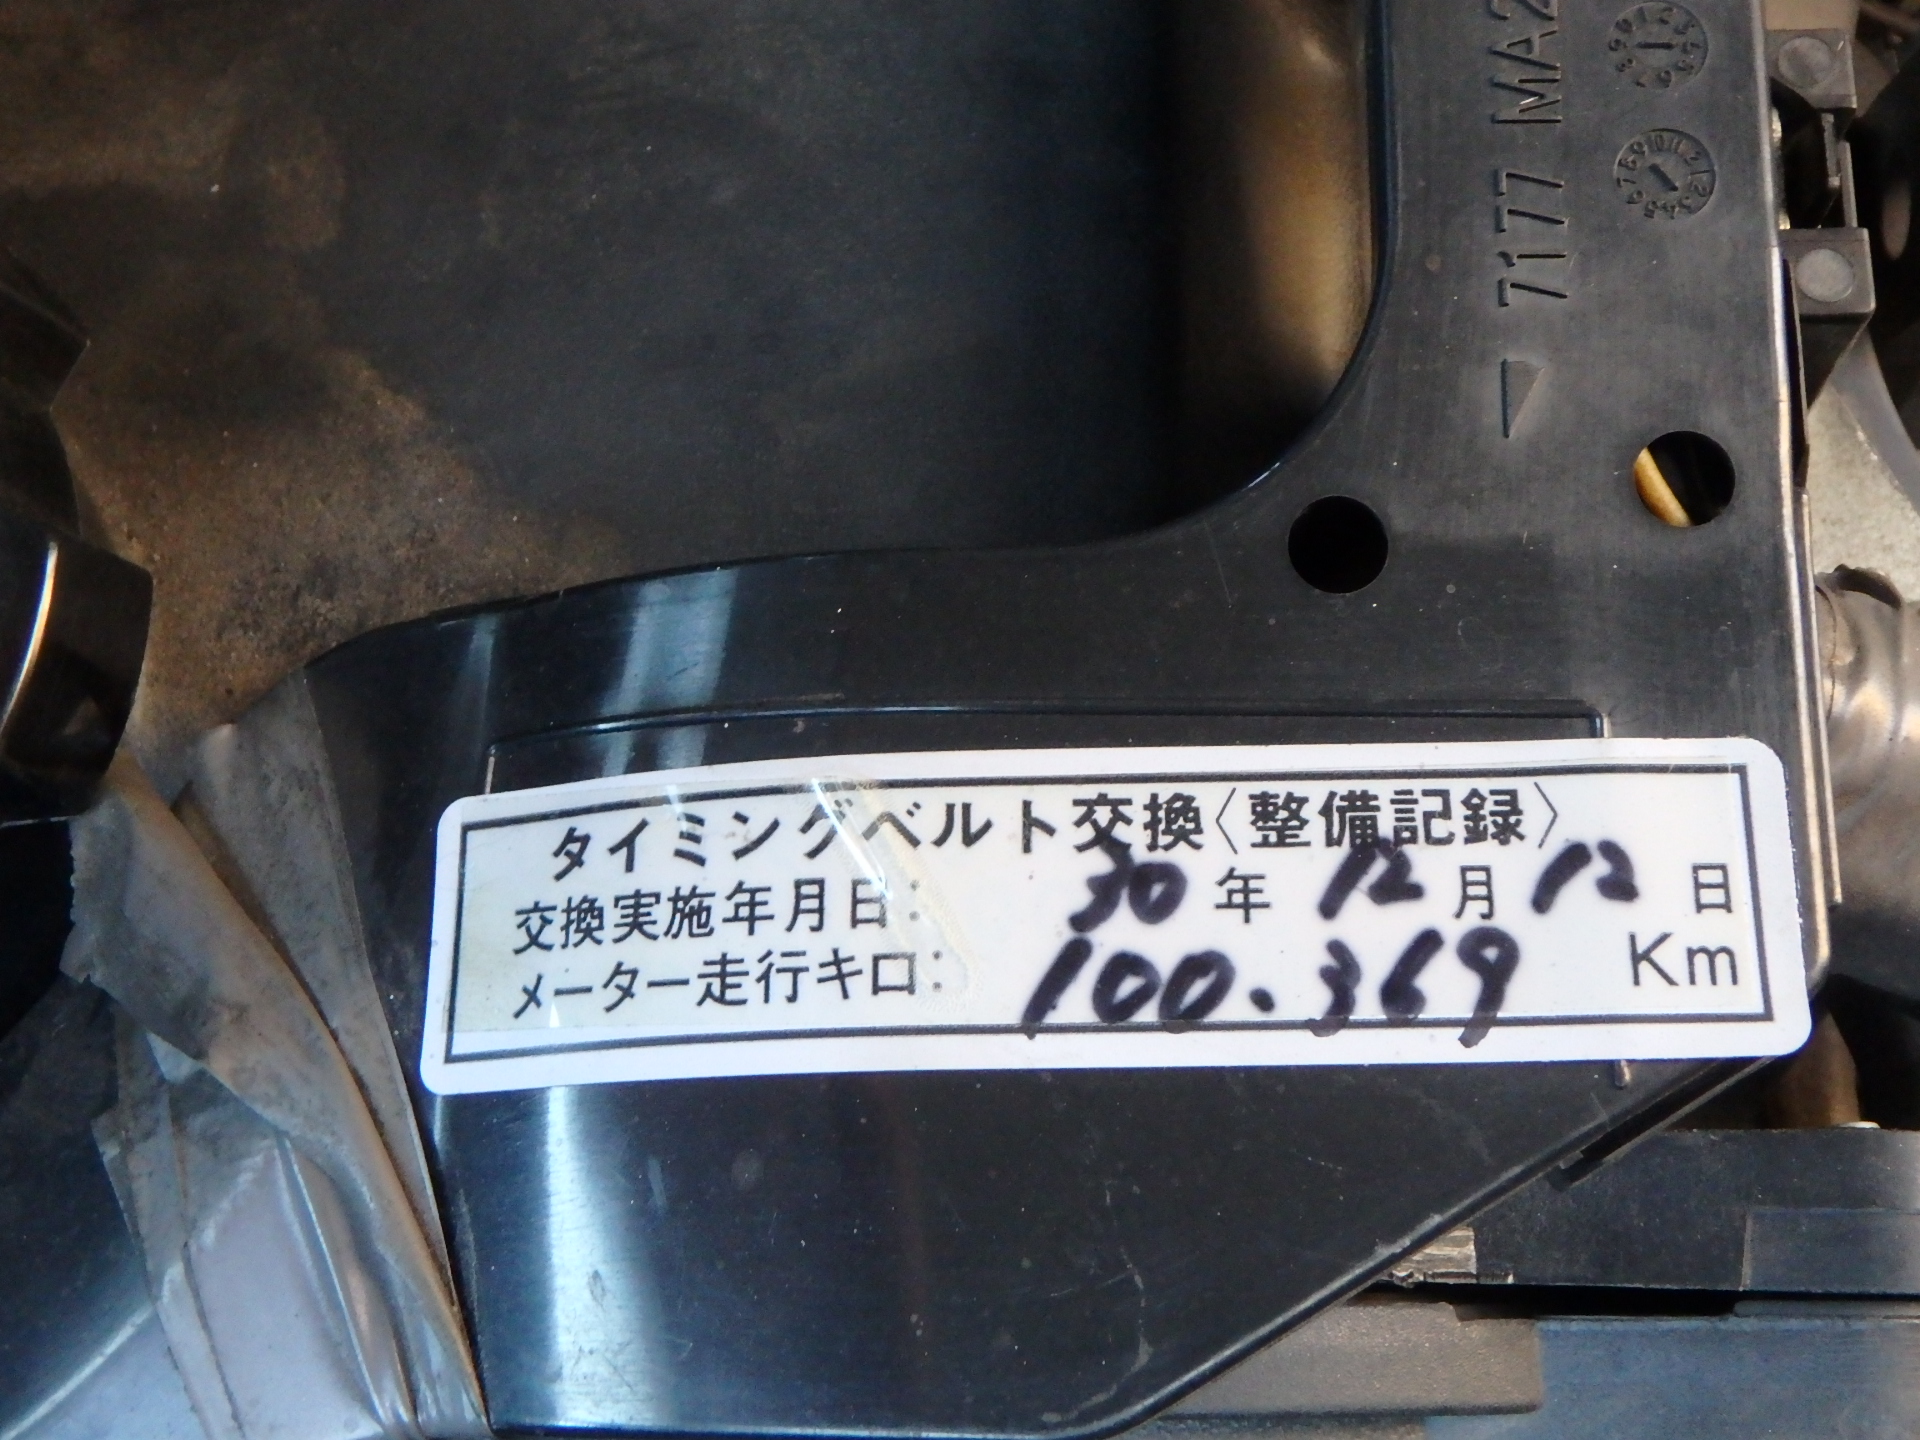 7177 MA2
タイミングベルト交換〈整備記録〉
交換実施年月日: 30 年 12 月 12 日
メーター走行キロ: 100.369 Km